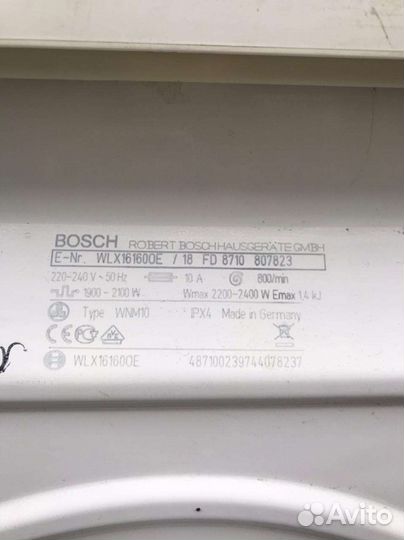 BOSCH ROBERT BOSCH HAUSGERÄTE GMBH
E-Nr. WLX16160OE / 18 FD 8710 807823
220-240 V ~ 50 Hz 10 A 800/min
1900 - 2100 W Wmax 2200-2400 W Emax 1,4 kJ
Type WNM10 IPX4 Made in Germany
WLX16160OE 487100239744078237
Avito